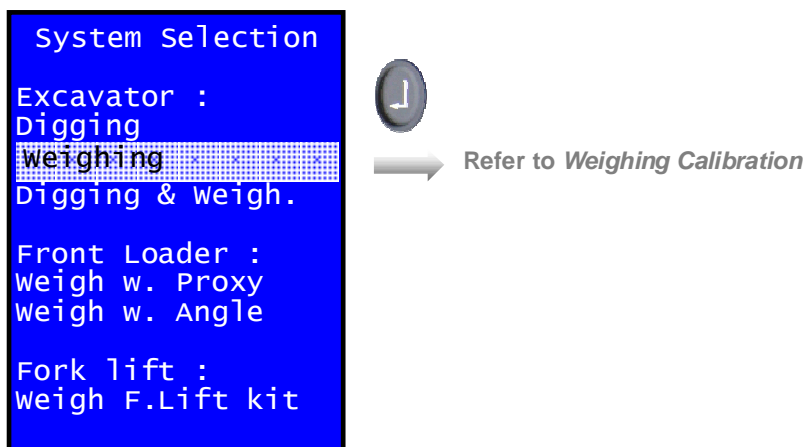 System Selection
Excavator :
Digging
Weighing
Digging & Weigh.
Front Loader :
Weigh w. Proxy
Weigh w. Angle
Fork lift :
Weigh F.Lift kit
Refer to Weighing Calibration